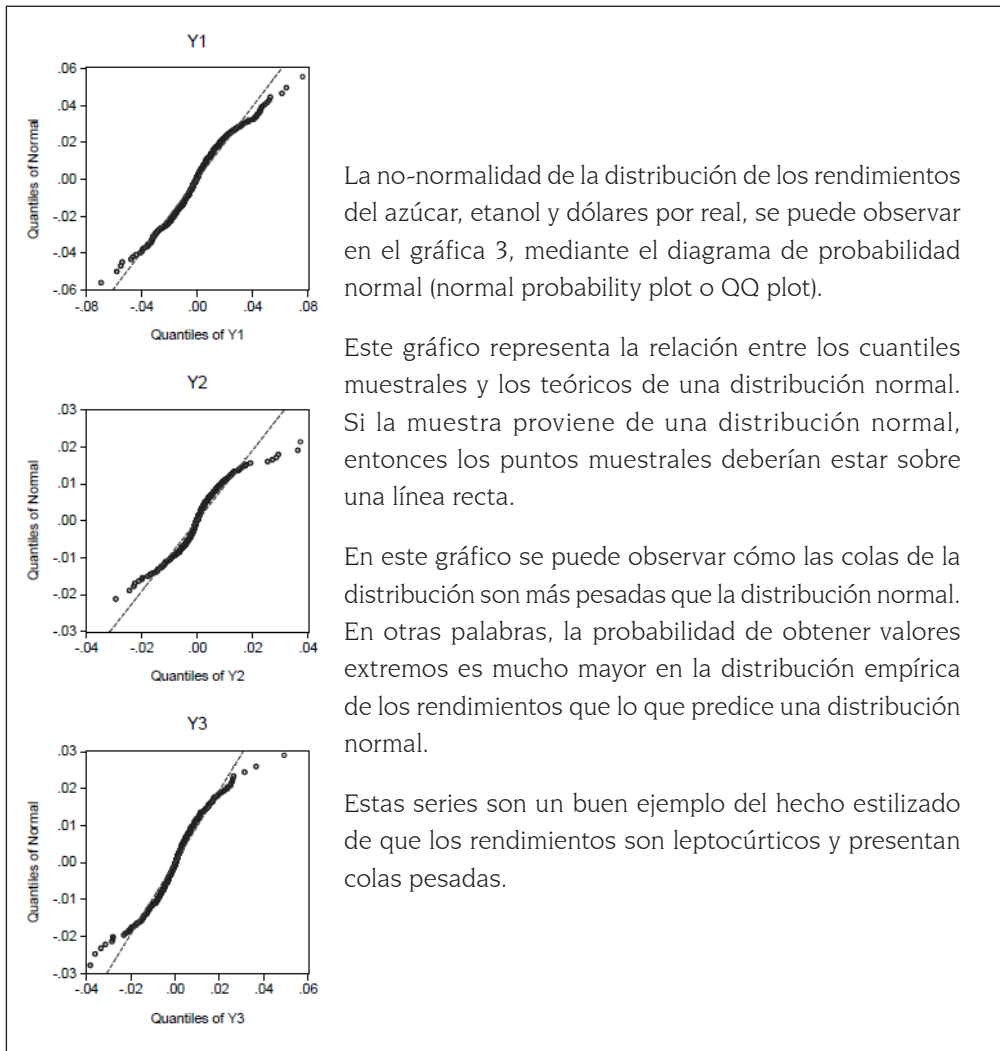 Y1
.06
.04
.02
.00
-.02
-.04
-.06
Quantiles of Normal
-.08
-.04
.00
.04
.08
Quantiles of Y1
Y2
.03
.02
.01
.00
-.01
-.02
-.03
Quantiles of Normal
-.04
-.02
.00
.02
.04
Quantiles of Y2
Y3
.03
.02
.01
.00
-.01
-.02
-.03
Quantiles of Normal
-.04
-.02
.00
.02
.04
.06
Quantiles of Y3
La no-normalidad de la distribución de los rendimientos
del azúcar, etanol y dólares por real, se puede observar
en el gráfica 3, mediante el diagrama de probabilidad
normal (normal probability plot o QQ plot).
Este gráfico representa la relación entre los cuantiles
muestrales y los teóricos de una distribución normal.
Si la muestra proviene de una distribución normal,
entonces los puntos muestrales deberían estar sobre
una línea recta.
En este gráfico se puede observar cómo las colas de la
distribución son más pesadas que la distribución normal.
En otras palabras, la probabilidad de obtener valores
extremos es mucho mayor en la distribución empírica
de los rendimientos que lo que predice una distribución
normal.
Estas series son un buen ejemplo del hecho estilizado
de que los rendimientos son leptocúrticos y presentan
colas pesadas.